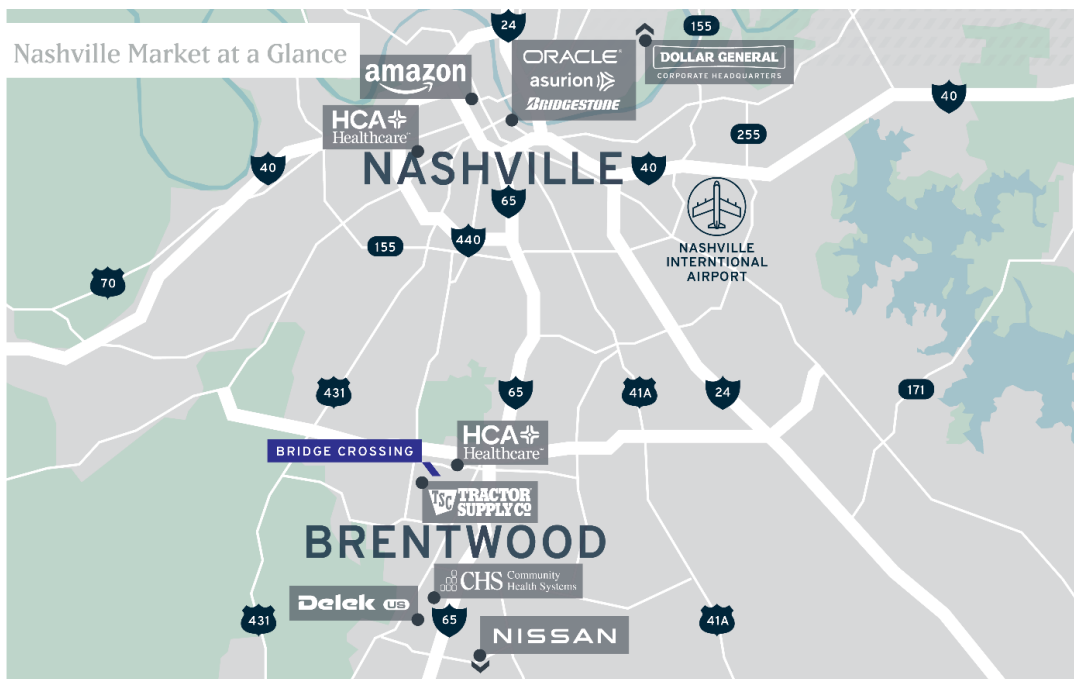 Nashville Market at a Glance
24
155
ORACLE
asurion
BRIDGESTONE
DOLLAR GENERAL
CORPORATE HEADQUARTERS
amazon
40
HCA
Healthcare™
255
40
NASHVILLE
40
65
155
440
NASHVILLE
INTERNTIONAL
AIRPORT
70
431
65
41A
24
171
BRIDGE CROSSING
HCA
Healthcare™
TSC TRACTOR
SUPPLY CO
BRENTWOOD
CHS Community
Health Systems
Delek US
431
65
NISSAN
41A